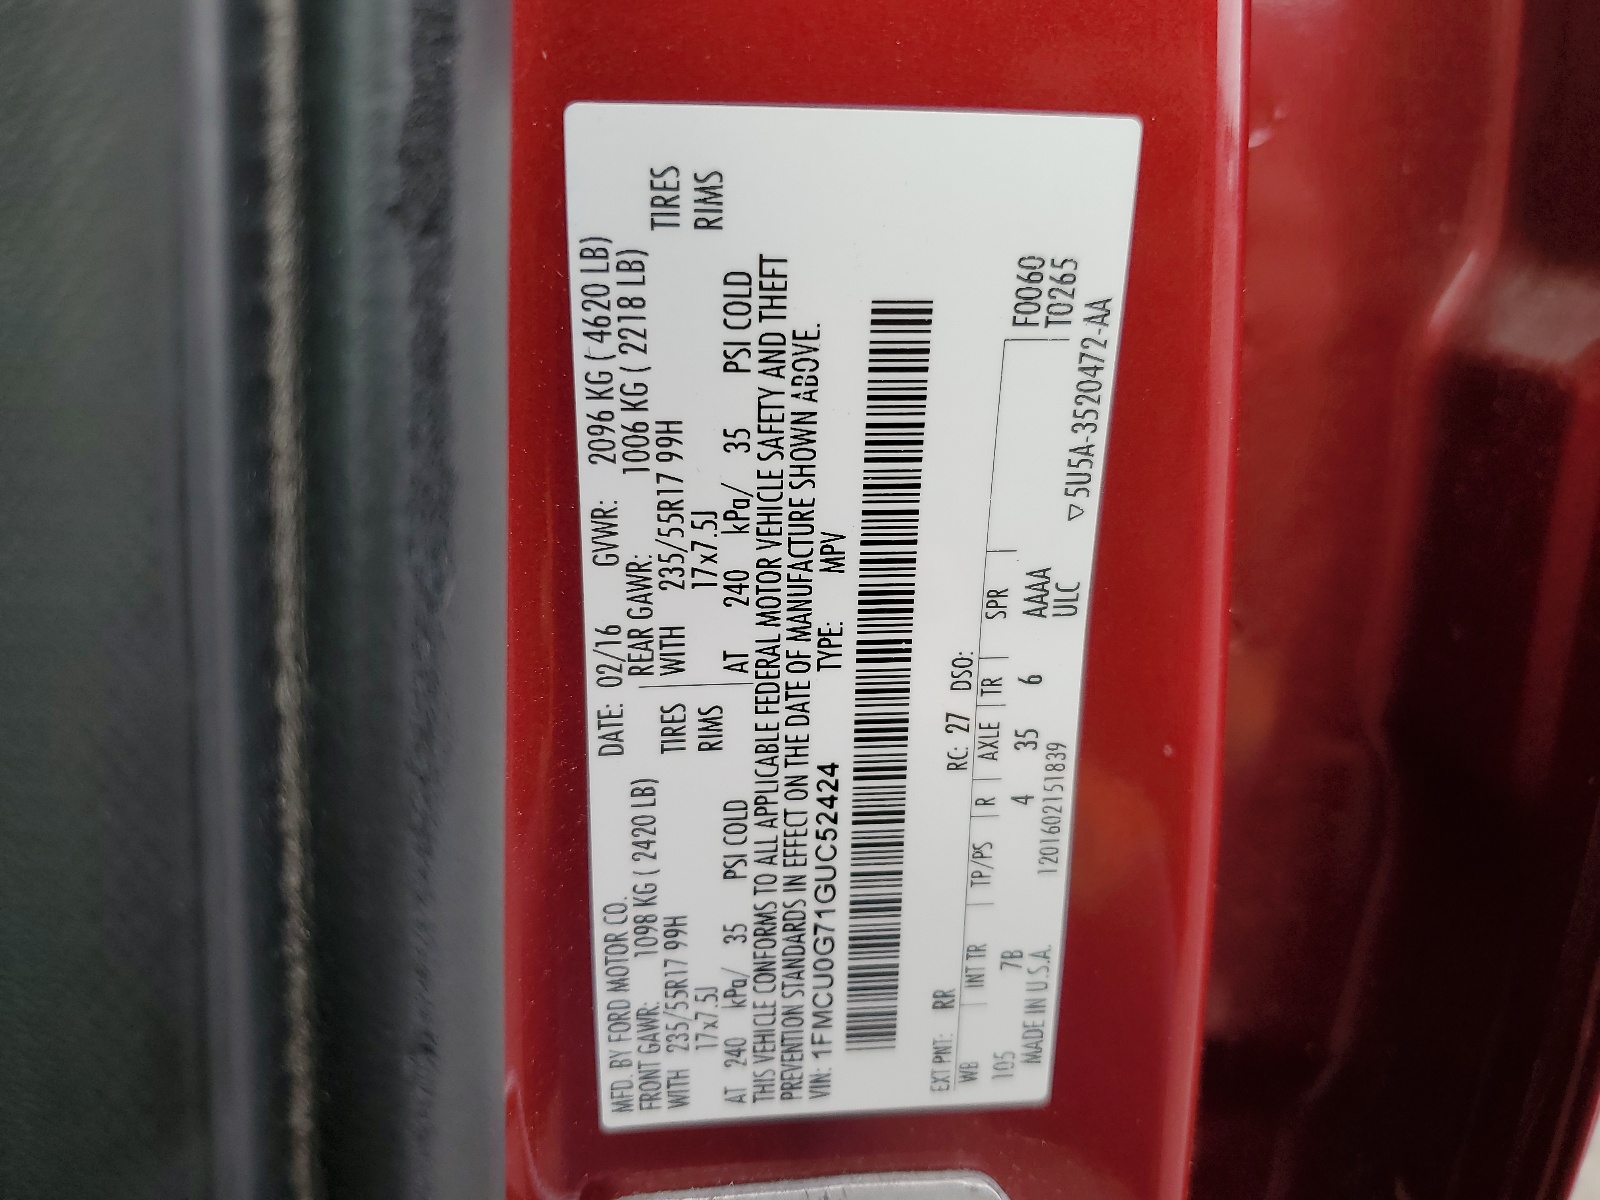 MFD. BY FORD MOTOR CO. DATE: 02/16 GVWR: 2096 KG ( 4620 LB)
FRONT GAWR: 1098 KG ( 2420 LB) REAR GAWR: 1006 KG ( 2218 LB)
WITH 235/55R17 99H TIRES WITH 235/55R17 99H TIRES
17x7.5J RIMS 17x7.5J RIMS
AT 240 kPa/ 35 PSI COLD AT 240 kPa/ 35 PSI COLD
THIS VEHICLE CONFORMS TO ALL APPLICABLE FEDERAL MOTOR VEHICLE SAFETY AND THEFT
PREVENTION STANDARDS IN EFFECT ON THE DATE OF MANUFACTURE SHOWN ABOVE.
VIN: 1FMCU0G71GUC52424 TYPE: MPV
EXT PNT: RR RC: 27 DSO:
WB INT TR TP/PS R AXLE TR SPR F0060
105 7B 4 35 6 AAAA T0265
MADE IN U.S.A. 1201602151839 ULC ▽ 5U5A-3520472-AA